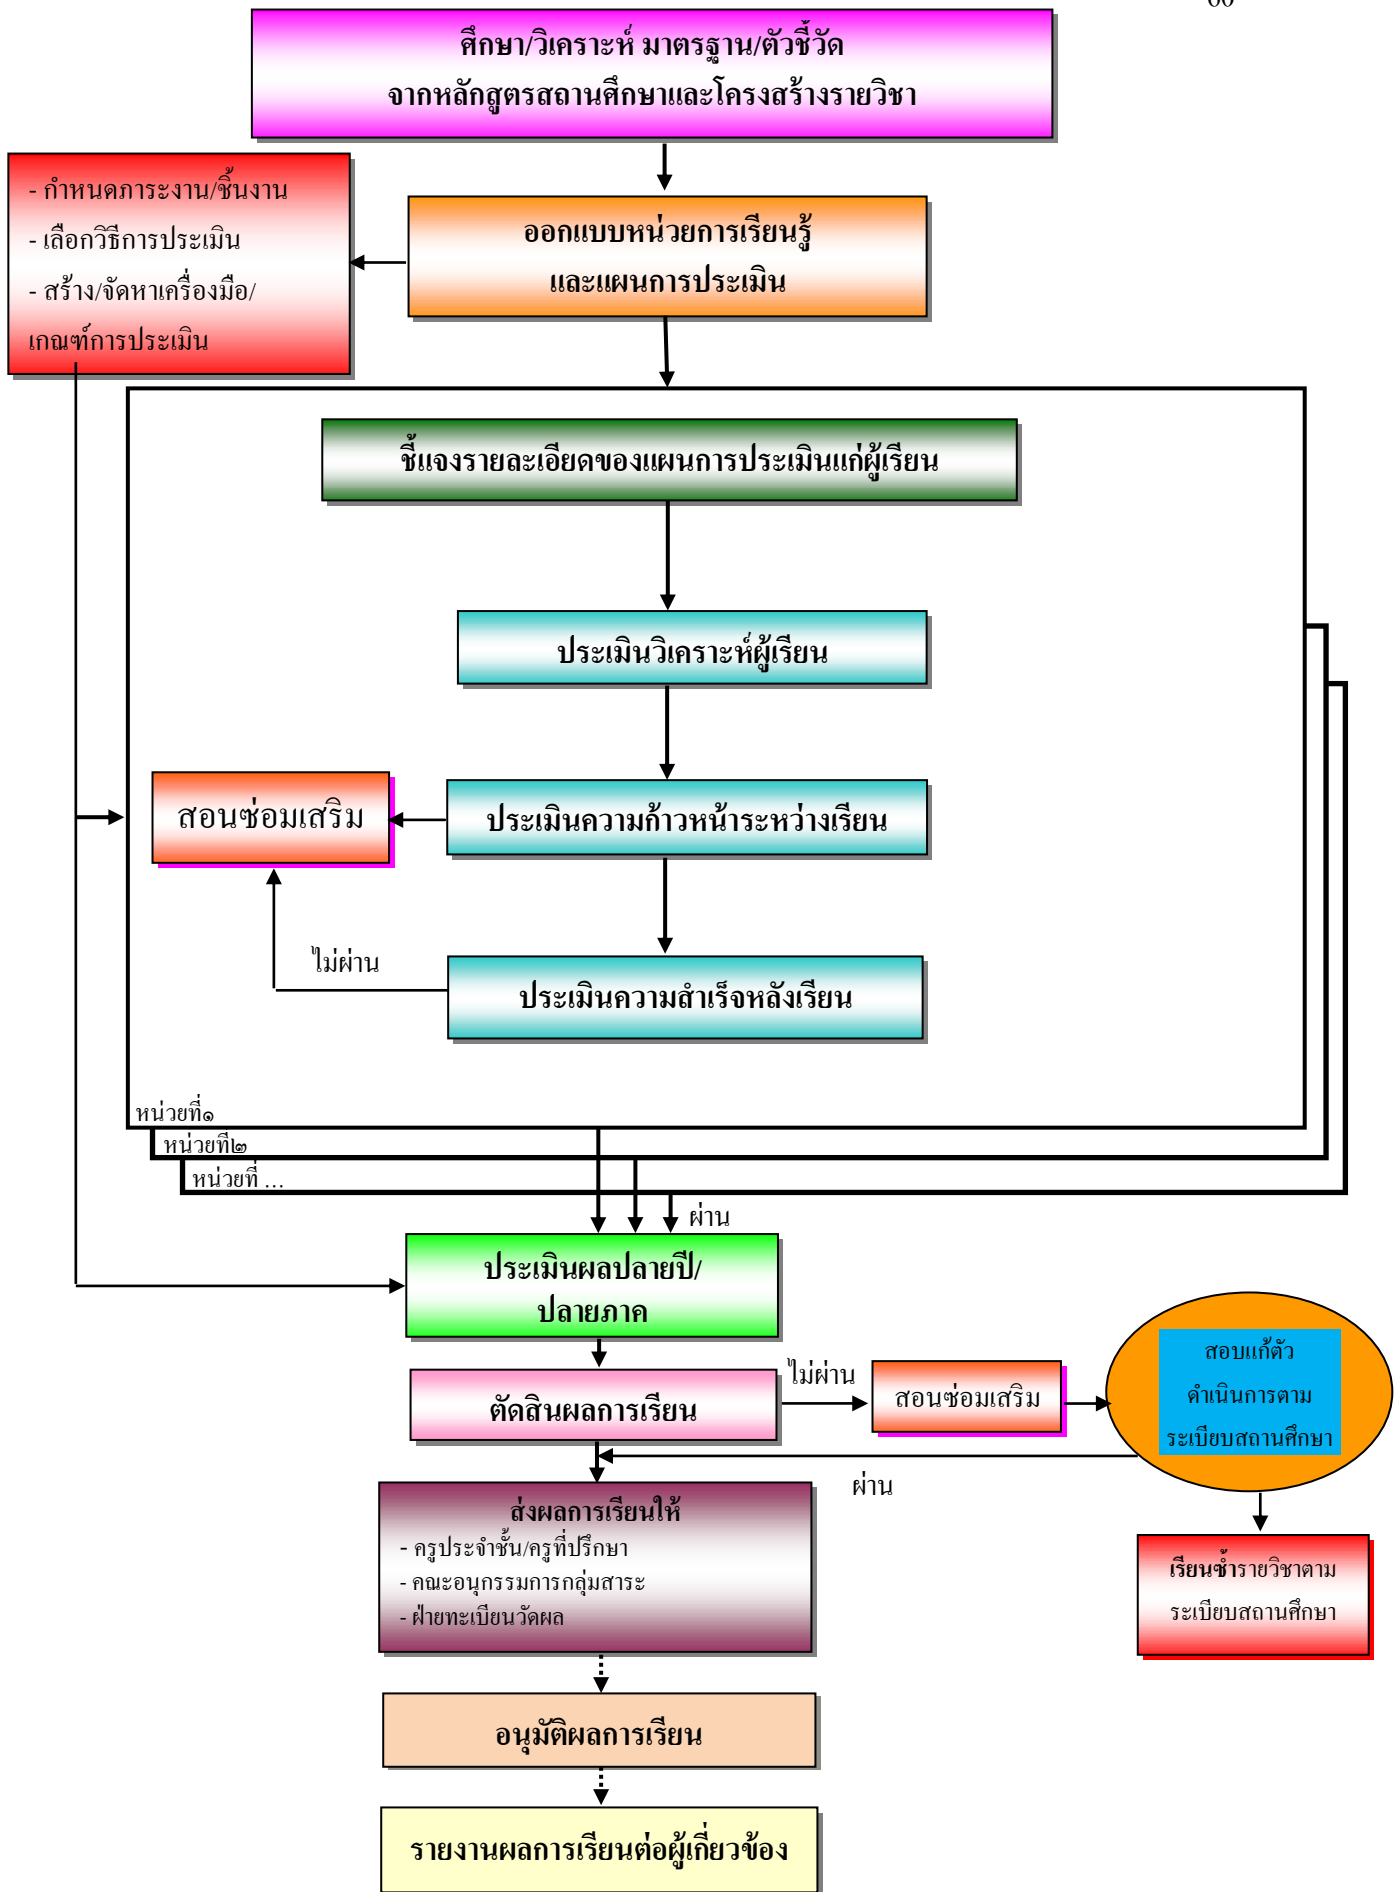 ศึกษา/วิเคราะห์ มาตรฐาน/ตัวชี้วัด
จากหลักสูตรสถานศึกษาและโครงสร้างรายวิชา
- กำหนดภาระงาน/ชิ้นงาน
- เลือกวิธีการประเมิน
- สร้าง/จัดหาเครื่องมือ/
เกณฑ์การประเมิน
ออกแบบหน่วยการเรียนรู้
และแผนการประเมิน
ชี้แจงรายละเอียดของแผนการประเมินแก่ผู้เรียน
ประเมินวิเคราะห์ผู้เรียน
สอนซ่อมเสริม
ประเมินความก้าวหน้าระหว่างเรียน
ไม่ผ่าน
ประเมินความสำเร็จหลังเรียน
หน่วยที่๑
หน่วยที่๒
หน่วยที่ ...
ผ่าน
ประเมินผลปลายปี/
ปลายภาค
ตัดสินผลการเรียน
ไม่ผ่าน
สอนซ่อมเสริม
สอบแก้ตัว
ดำเนินการตาม
ระเบียบสถานศึกษา
ผ่าน
ส่งผลการเรียนให้
- ครูประจำชั้น/ครูที่ปรึกษา
- คณะอนุกรรมการกลุ่มสาระ
- ฝ่ายทะเบียนวัดผล
เรียนซ้ำรายวิชาตาม
ระเบียบสถานศึกษา
อนุมัติผลการเรียน
รายงานผลการเรียนต่อผู้เกี่ยวข้อง